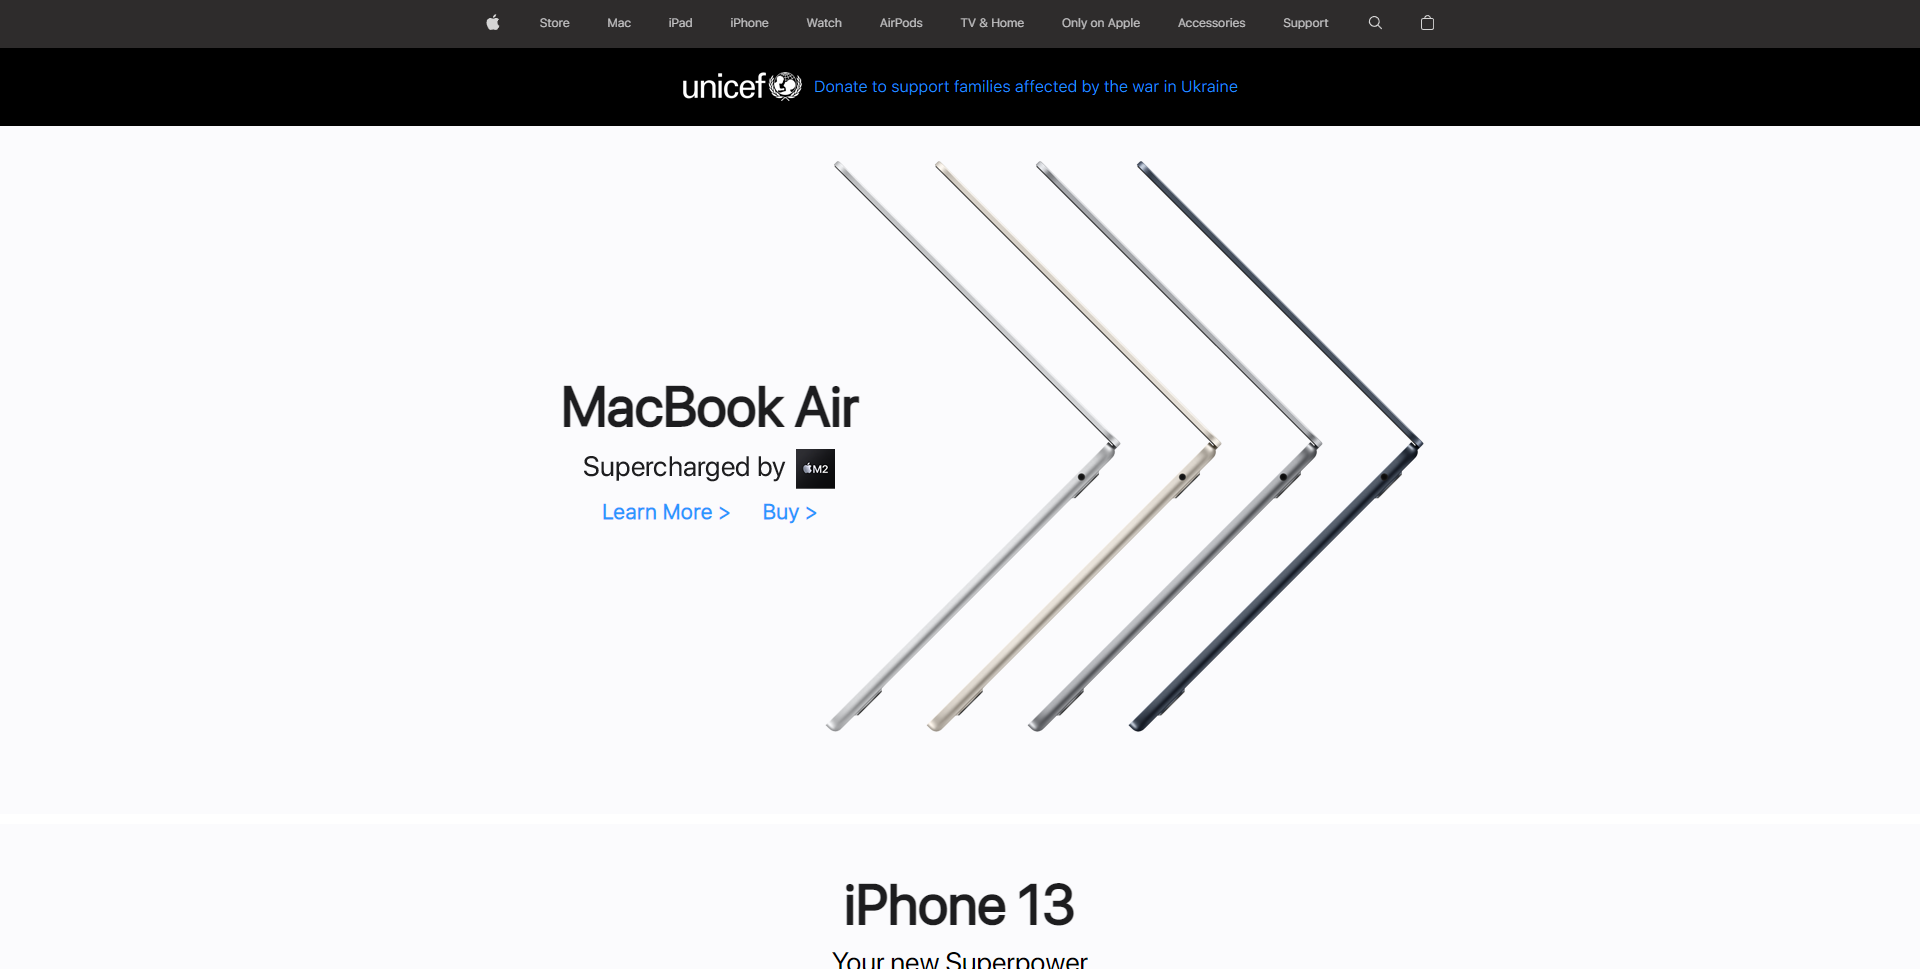 Store Mac iPad iPhone Watch AirPods TV & Home Only on Apple Accessories Support
unicef Donate to support families affected by the war in Ukraine
MacBook Air
Supercharged by M2
Learn More > Buy >
iPhone 13
Your new Superpower